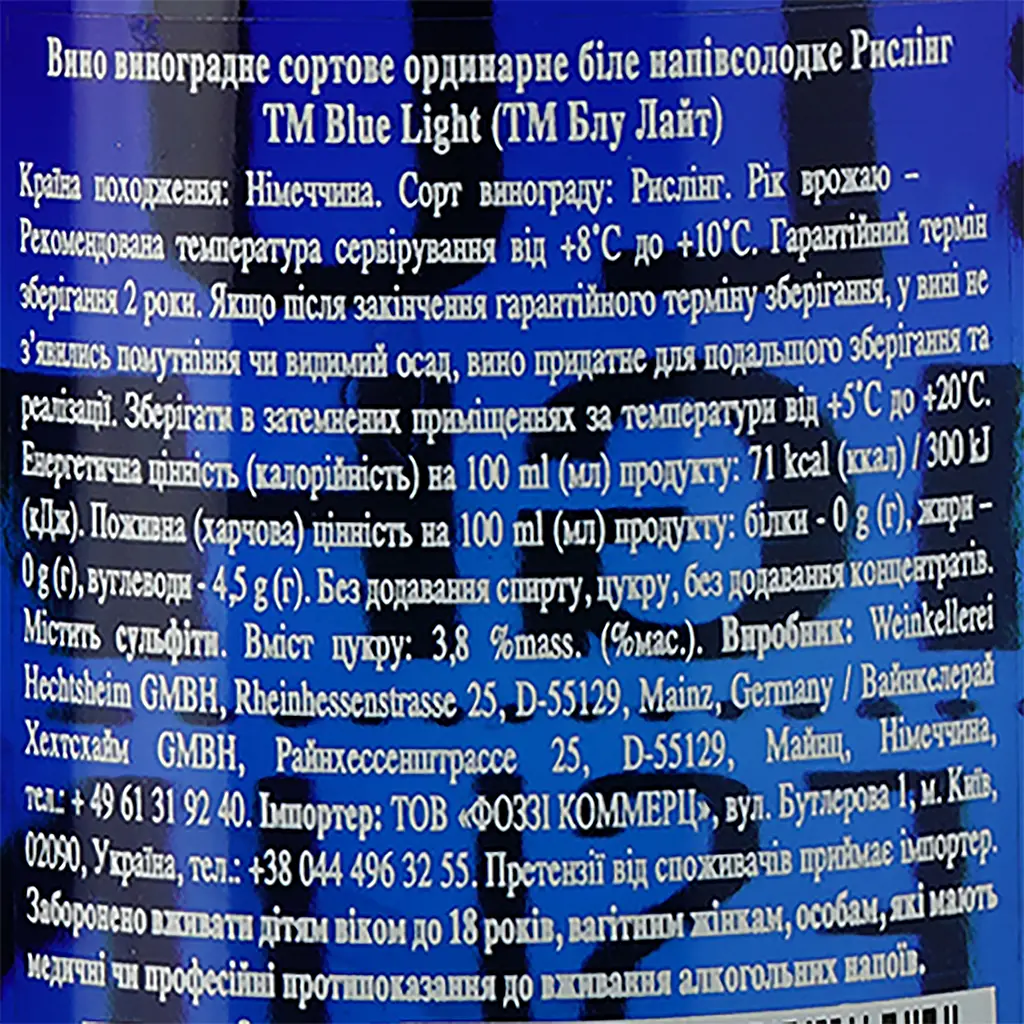 Вино виноградне сортове ординарне біле напівсолодке Рислінг
ТМ Blue Light (ТМ Блу Лайт)
Країна походження: Німеччина. Сорт винограду: Рислінг. Рік врожаю –
Рекомендована температура сервірування від +8˚С до +10˚С. Гарантійний термін
зберігання 2 роки. Якщо після закінчення гарантійного терміну зберігання, у вині не
з'явились помутніння чи видимий осад, вино придатне для подальшого зберігання та
реалізації. Зберігати в затемнених приміщеннях за температури від +5˚С до +20˚С.
Енергетична цінність (калорійність) на 100 ml (мл) продукту: 71 kcal (ккал) / 300 kJ
(кДж). Поживна (харчова) цінність на 100 ml (мл) продукту: білки - 0 g (г), жири –
0 g (г), вуглеводи - 4,5 g (г). Без додавання спирту, цукру, без додавання концентратів.
Містить сульфіти. Вміст цукру: 3,8 %mass. (%мас.). Виробник: Weinkellerei
Hechtsheim GMBH, Rheinhessenstrasse 25, D-55129, Mainz, Germany / Вайнкелерай
Хехтсхайм GMBH, Райнхессенштрассе 25, D-55129, Майнц, Німеччина,
тел.: + 49 61 31 92 40. Імпортер: ТОВ «ФОЗЗІ КОММЕРЦ», вул. Бутлерова 1, м. Київ,
02090, Україна, тел.: +38 044 496 32 55. Претензії від споживачів приймає імпортер.
Заборонено вживати дітям віком до 18 років, вагітним жінкам, особам, які мають
медичні чи професійні протипоказання до вживання алкогольних напоїв.